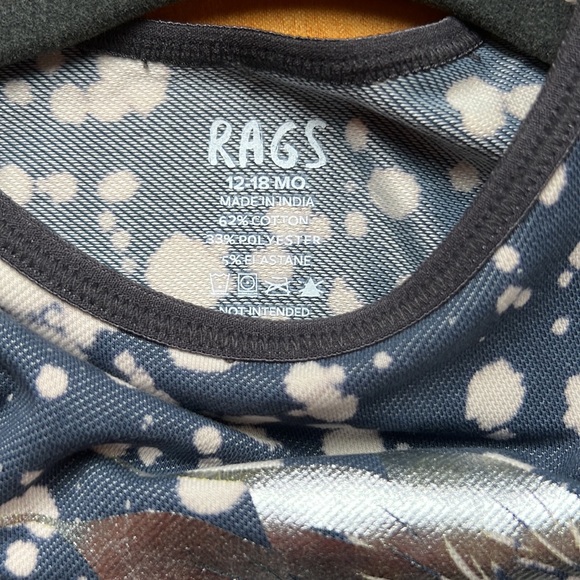 RAGS
12-18 MO.
MADE IN INDIA
62% COTTON
33% POLYESTER
5% ELASTANE
NOT INTENDED